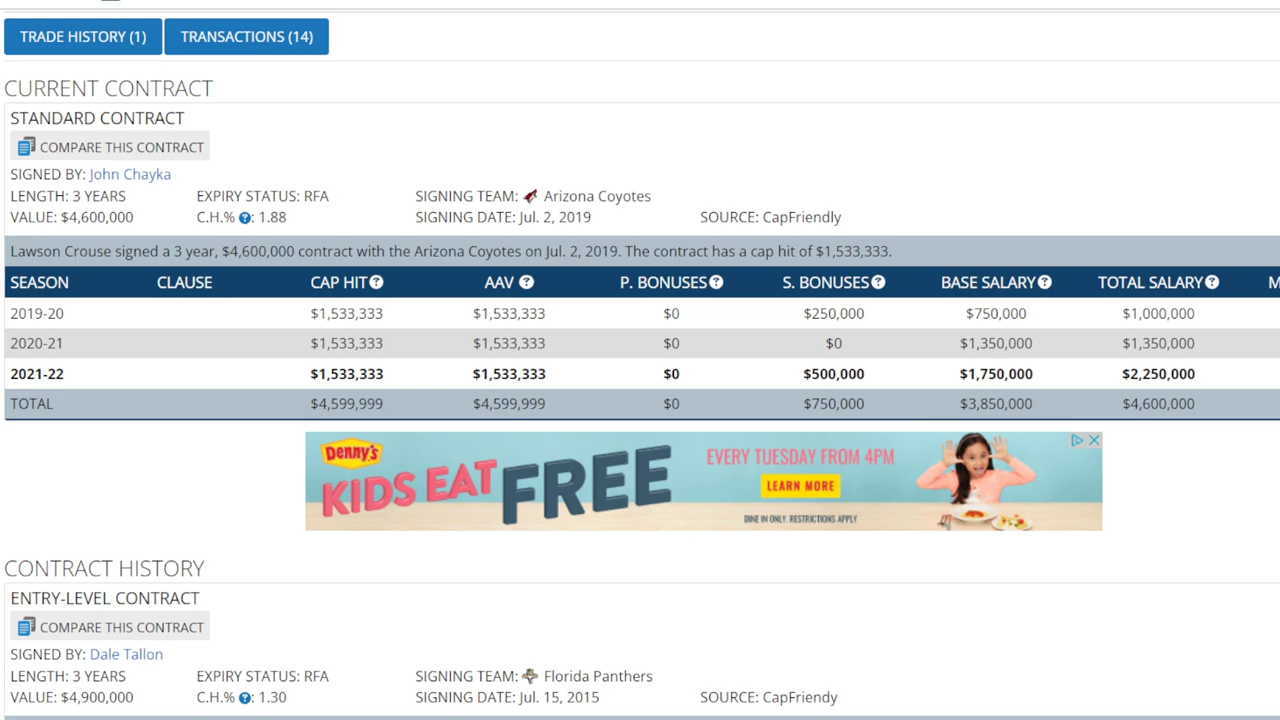 TRADE HISTORY (1) TRANSACTIONS (14)
CURRENT CONTRACT
STANDARD CONTRACT
COMPARE THIS CONTRACT
SIGNED BY: John Chayka
LENGTH: 3 YEARS EXPIRY STATUS: RFA SIGNING TEAM: Arizona Coyotes
VALUE: $4,600,000 C.H.% ?: 1.88 SIGNING DATE: Jul. 2, 2019 SOURCE: CapFriendly
Lawson Crouse signed a 3 year, $4,600,000 contract with the Arizona Coyotes on Jul. 2, 2019. The contract has a cap hit of $1,533,333.
SEASON CLAUSE CAP HIT ? AAV ? P. BONUSES ? S. BONUSES ? BASE SALARY ? TOTAL SALARY ? M
2019-20 $1,533,333 $1,533,333 $0 $250,000 $750,000 $1,000,000
2020-21 $1,533,333 $1,533,333 $0 $0 $1,350,000 $1,350,000
2021-22 $1,533,333 $1,533,333 $0 $500,000 $1,750,000 $2,250,000
TOTAL $4,599,999 $4,599,999 $0 $750,000 $3,850,000 $4,600,000
Denny's
KIDS EAT FREE
EVERY TUESDAY FROM 4PM
LEARN MORE
DINE IN ONLY. RESTRICTIONS APPLY
CONTRACT HISTORY
ENTRY-LEVEL CONTRACT
COMPARE THIS CONTRACT
SIGNED BY: Dale Tallon
LENGTH: 3 YEARS EXPIRY STATUS: RFA SIGNING TEAM: Florida Panthers
VALUE: $4,900,000 C.H.% ?: 1.30 SIGNING DATE: Jul. 15, 2015 SOURCE: CapFriendy